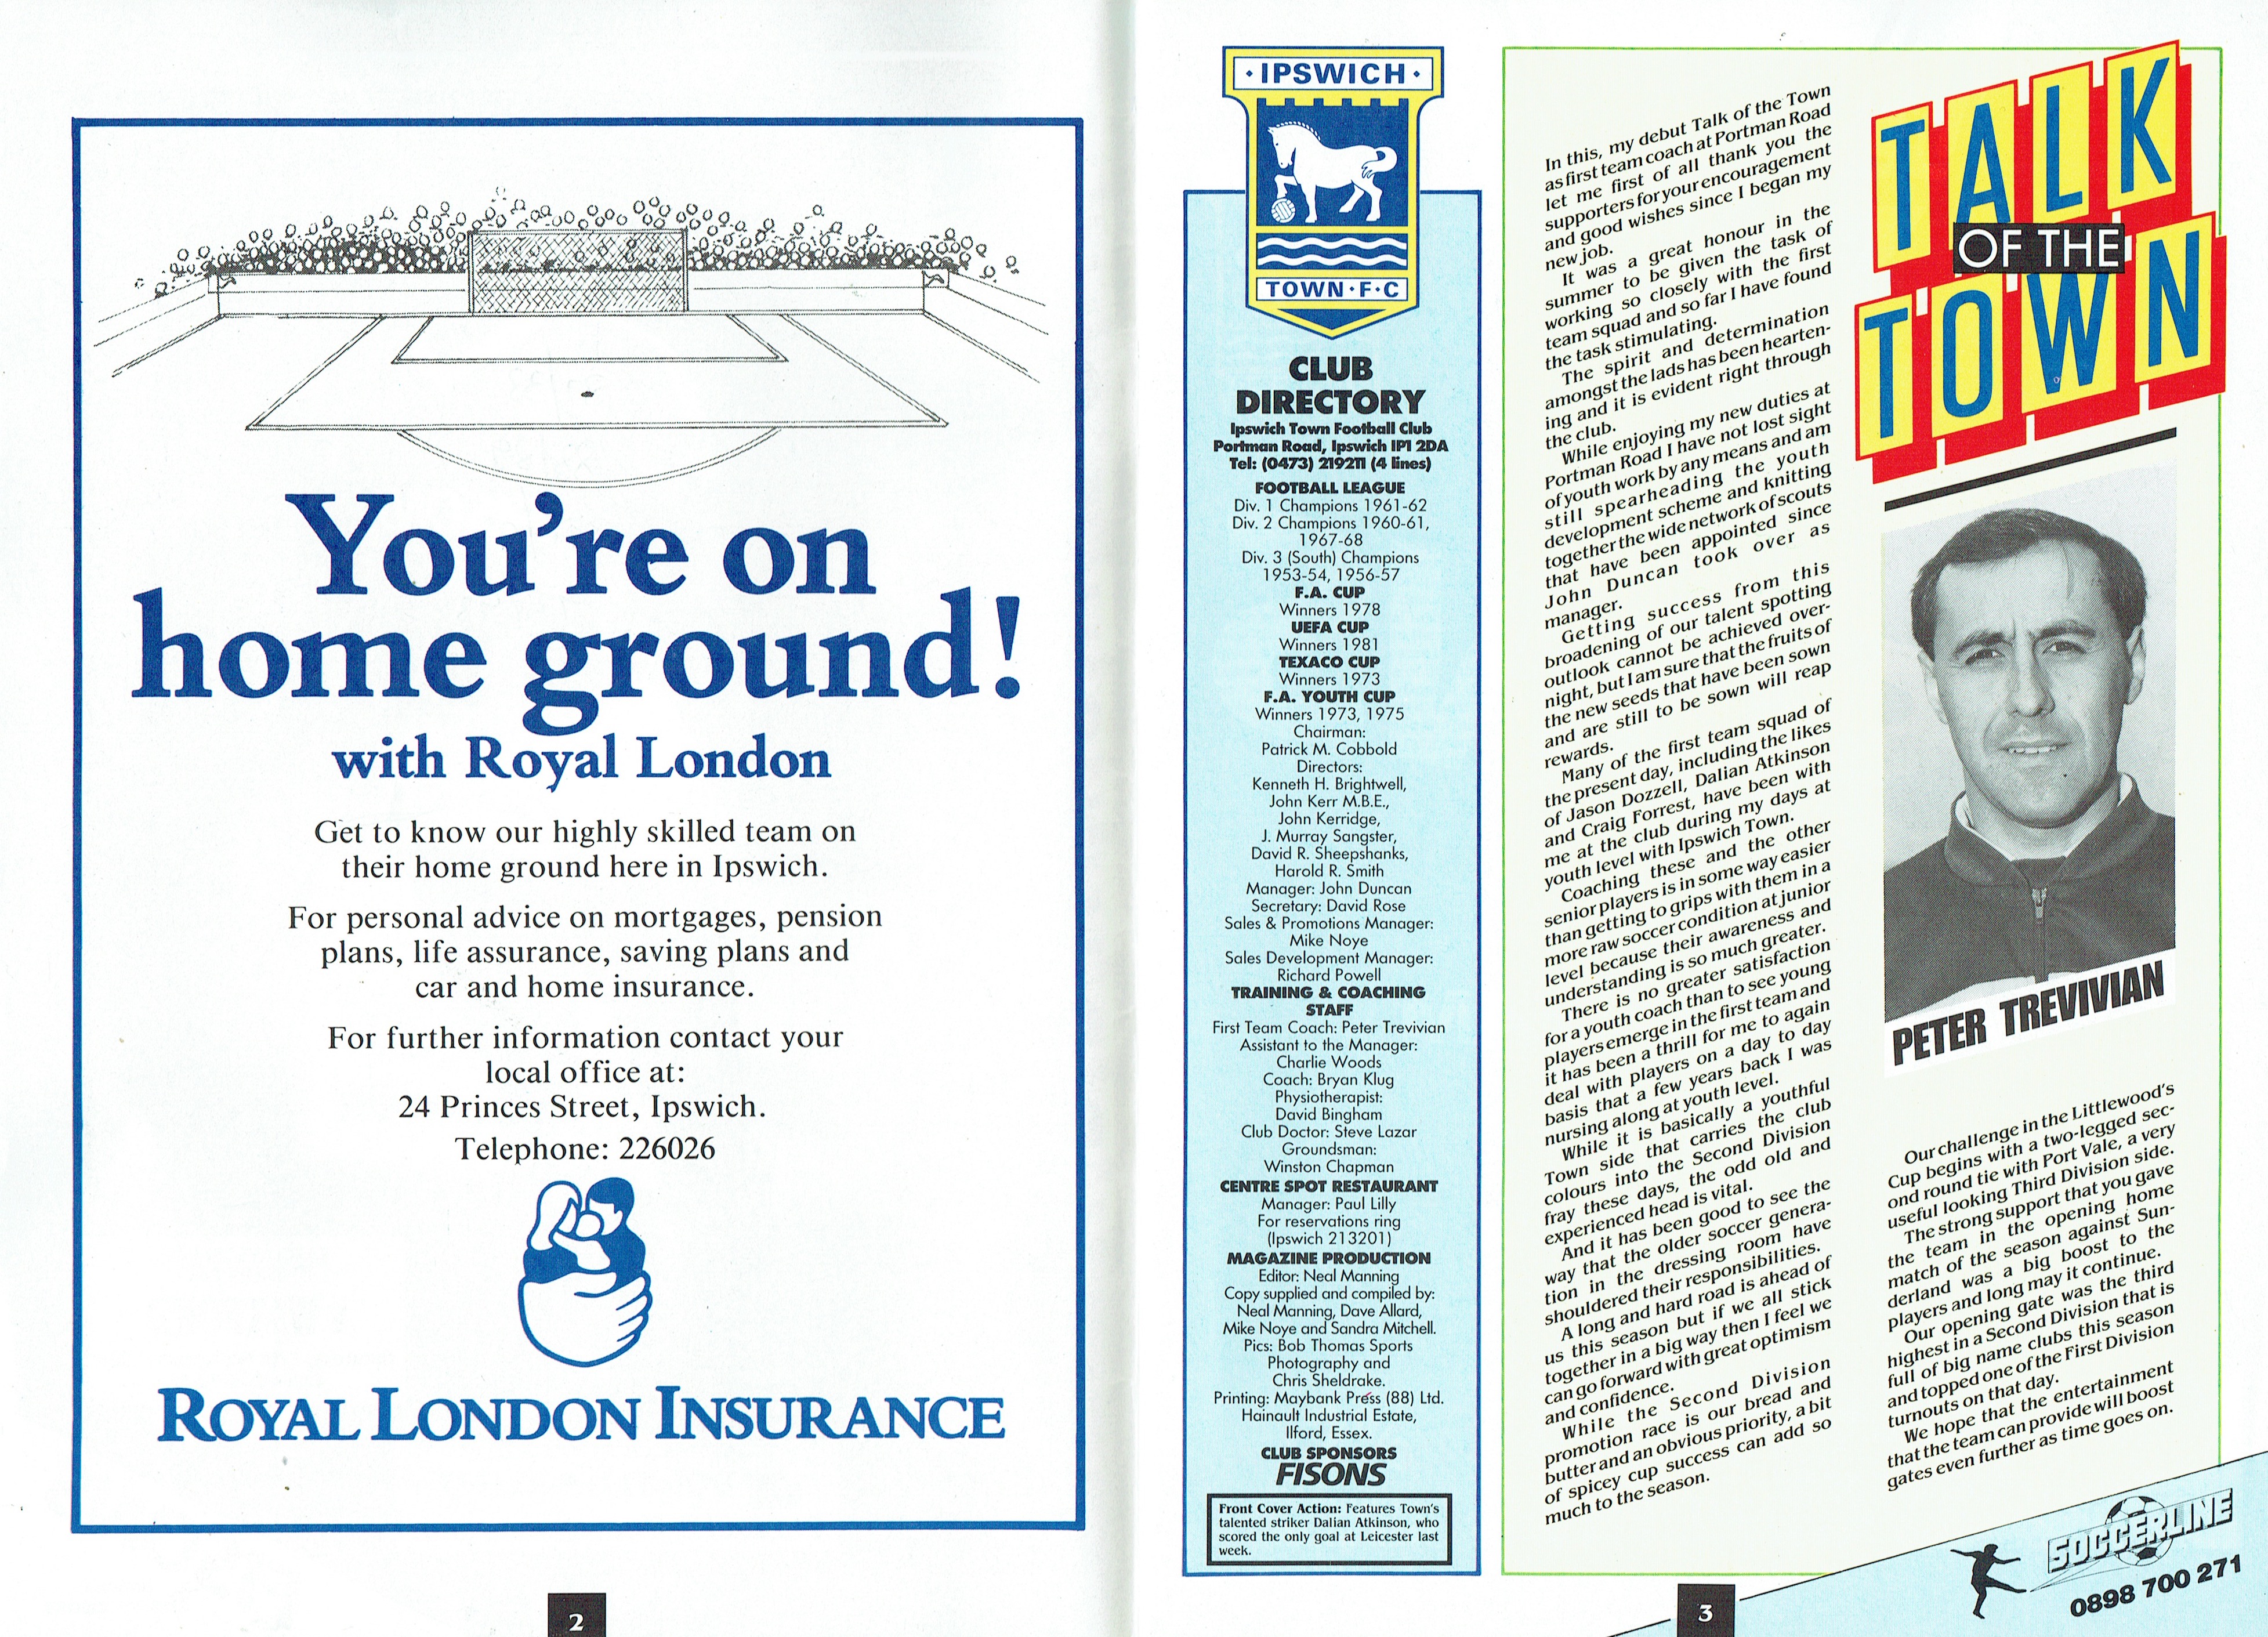 You're on
home ground!
with Royal London
Get to know our highly skilled team on
their home ground here in Ipswich.
For personal advice on mortgages, pension
plans, life assurance, saving plans and
car and home insurance.
For further information contact your
local office at:
24 Princes Street, Ipswich.
Telephone: 226026
ROYAL LONDON INSURANCE
2
· IPSWICH ·
TOWN · F · C
CLUB
DIRECTORY
Ipswich Town Football Club
Portman Road, Ipswich IP1 2DA
Tel: (0473) 219211 (4 lines)
FOOTBALL LEAGUE
Div. 1 Champions 1961-62
Div. 2 Champions 1960-61,
1967-68
Div. 3 (South) Champions
1953-54, 1956-57
F.A. CUP
Winners 1978
UEFA CUP
Winners 1981
TEXACO CUP
Winners 1973
F.A. YOUTH CUP
Winners 1973, 1975
Chairman:
Patrick M. Cobbold
Directors:
Kenneth H. Brightwell,
John Kerr M.B.E.,
John Kerridge,
J. Murray Sangster,
David R. Sheepshanks,
Harold R. Smith
Manager: John Duncan
Secretary: David Rose
Sales & Promotions Manager:
Mike Noye
Sales Development Manager:
Richard Powell
TRAINING & COACHING
STAFF
First Team Coach: Peter Trevivian
Assistant to the Manager:
Charlie Woods
Coach: Bryan Klug
Physiotherapist:
David Bingham
Club Doctor: Steve Lazar
Groundsman:
Winston Chapman
CENTRE SPOT RESTAURANT
Manager: Paul Lilly
For reservations ring
(Ipswich 213201)
MAGAZINE PRODUCTION
Editor: Neal Manning
Copy supplied and compiled by:
Neal Manning, Dave Allard,
Mike Noye and Sandra Mitchell.
Pics: Bob Thomas Sports
Photography and
Chris Sheldrake.
Printing: Maybank Press (88) Ltd.
Hainault Industrial Estate,
Ilford, Essex.
CLUB SPONSORS
FISONS
Front Cover Action: Features Town's
talented striker Dalian Atkinson, who
scored the only goal at Leicester last
week.
TALK
OF THE
TOWN
In this, my debut Talk of the Town
as first team coach at Portman Road
let me first of all thank you the
supporters for your encouragement
and good wishes since I began my
new job.
It was a great honour in the
summer to be given the task of
working so closely with the first
team squad and so far I have found
the task stimulating.
The spirit and determination
amongst the lads has been hearten-
ing and it is evident right through
the club.
While enjoying my new duties at
Portman Road I have not lost sight
of youth work by any means and am
still spearheading the youth
development scheme and knitting
together the wide network of scouts
that have been appointed since
John Duncan took over as
manager.
Getting success from this
broadening of our talent spotting
outlook cannot be achieved over-
night, but I am sure that the fruits of
the new seeds that have been sown
and are still to be sown will reap
rewards.
Many of the first team squad of
the present day, including the likes
of Jason Dozzell, Dalian Atkinson
and Craig Forrest, have been with
me at the club during my days at
youth level with Ipswich Town.
Coaching these and the other
senior players is in some way easier
than getting to grips with them in a
more raw soccer condition at junior
level because their awareness and
understanding is so much greater.
There is no greater satisfaction
for a youth coach than to see young
players emerge in the first team and
it has been a thrill for me to again
deal with players on a day to day
basis that a few years back I was
nursing along at youth level.
While it is basically a youthful
Town side that carries the club
colours into the Second Division
fray these days, the odd old and
experienced head is vital.
And it has been good to see the
way that the older soccer genera-
tion in the dressing room have
shouldered their responsibilities.
A long and hard road is ahead of
us this season but if we all stick
together in a big way then I feel we
can go forward with great optimism
and confidence.
While the Second Division
promotion race is our bread and
butter and an obvious priority, a bit
of spicey cup success can add so
much to the season.
PETER TREVIVIAN
Our challenge in the Littlewood's
Cup begins with a two-legged sec-
ond round tie with Port Vale, a very
useful looking Third Division side.
The strong support that you gave
the team in the opening home
match of the season against Sun-
derland was a big boost to the
players and long may it continue.
Our opening gate was the third
highest in a Second Division that is
full of big name clubs this season
and topped one of the First Division
turnouts on that day.
We hope that the entertainment
that the team can provide will boost
gates even further as time goes on.
SOCCERLINE
0898 700 271
3